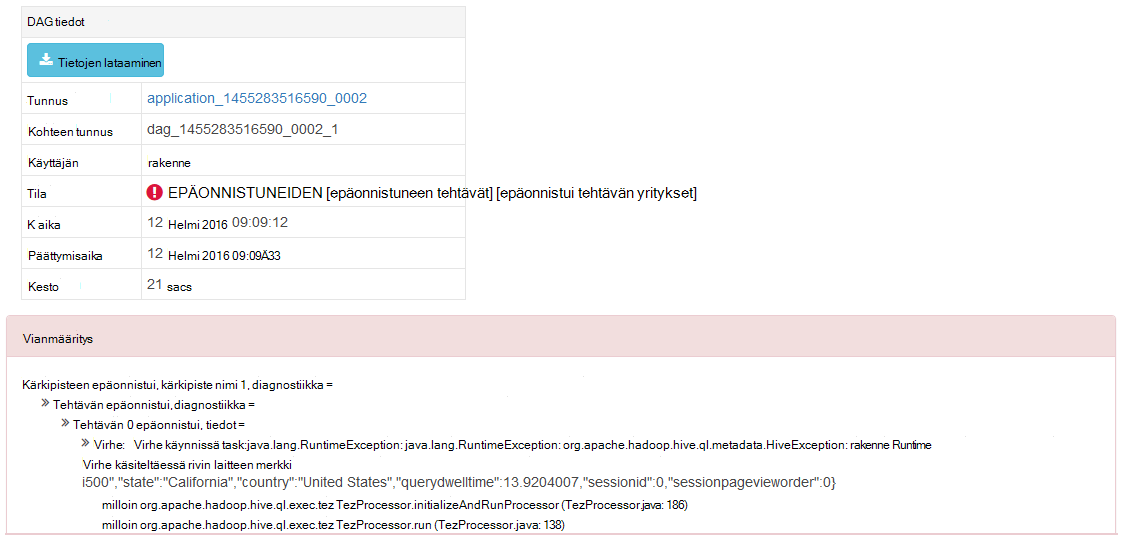 DAG tiedot
Tietojen lataaminen
Tunnus application_1455283516590_0002
Kohteen tunnus dag_1455283516590_0002_1
Käyttäjän rakenne
Tila EPÄONNISTUNEIDEN [epäonnistuneen tehtävät] [epäonnistui tehtävän yritykset]
K aika 12 Helmi 2016 09:09:12
Päättymisaika 12 Helmi 2016 09:09Ä33
Kesto 21 sacs
Vianmääritys
Kärkipisteen epäonnistui, kärkipiste nimi 1, diagnostiikka =
Tehtävän epäonnistui, diagnostiikka =
Tehtävän 0 epäonnistui, tiedot =
Virhe: Virhe käynnissä task:java.lang.RuntimeException: java.lang.RuntimeException: org.apache.hadoop.hive.ql.metadata.HiveException: rakenne Runtime
Virhe käsiteltäessä rivin laitteen merkki
i500","state":"California","country":"United States","querydwelltime":13.9204007,"sessionid":0,"sessionpagevieworder":0}
milloin org.apache.hadoop.hive.ql.exec.tez TezProcessor.initializeAndRunProcessor (TezProcessor.java: 186)
milloin org.apache.hadoop.hive.ql.exec.tez TezProcessor.run (TezProcessor.java: 138)